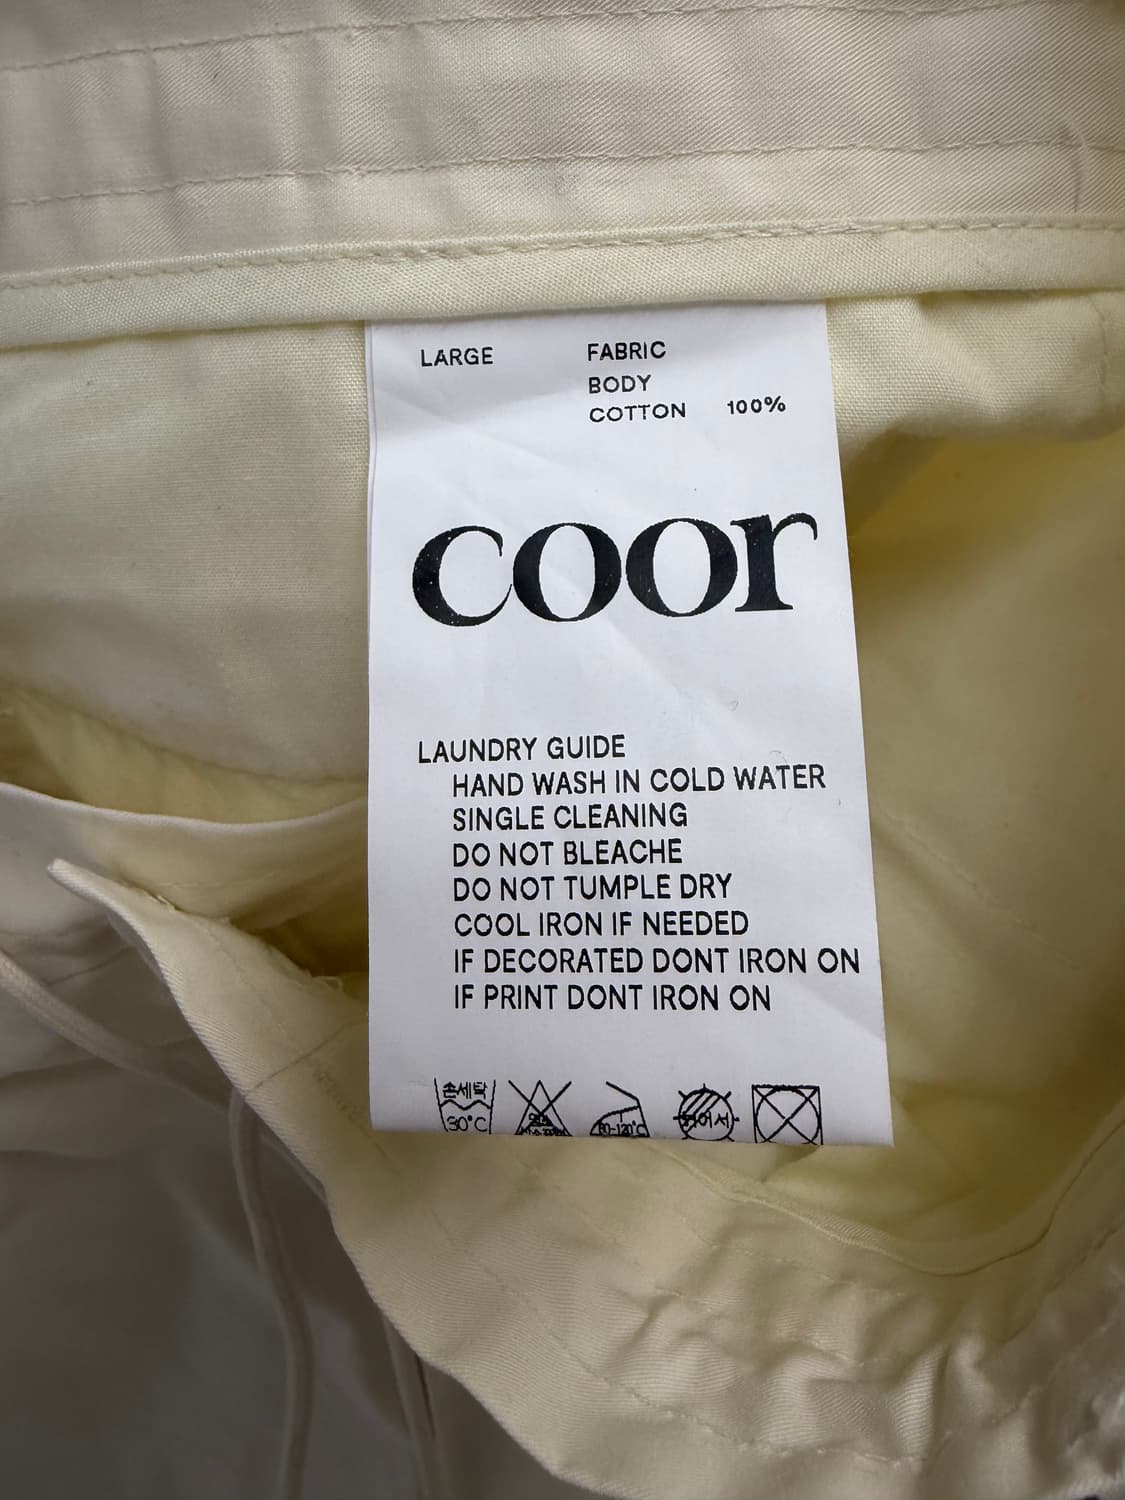 LARGE FABRIC
BODY
COTTON 100%
coor
LAUNDRY GUIDE
HAND WASH IN COLD WATER
SINGLE CLEANING
DO NOT BLEACHE
DO NOT TUMPLE DRY
COOL IRON IF NEEDED
IF DECORATED DONT IRON ON
IF PRINT DONT IRON ON
손세탁
30°C 80-120°C